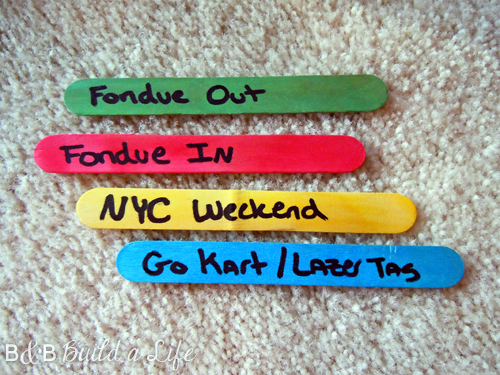 Fondue Out
Fondue In
NYC Weekend
Go Kart / Lazer Tag
B&B Build a Life